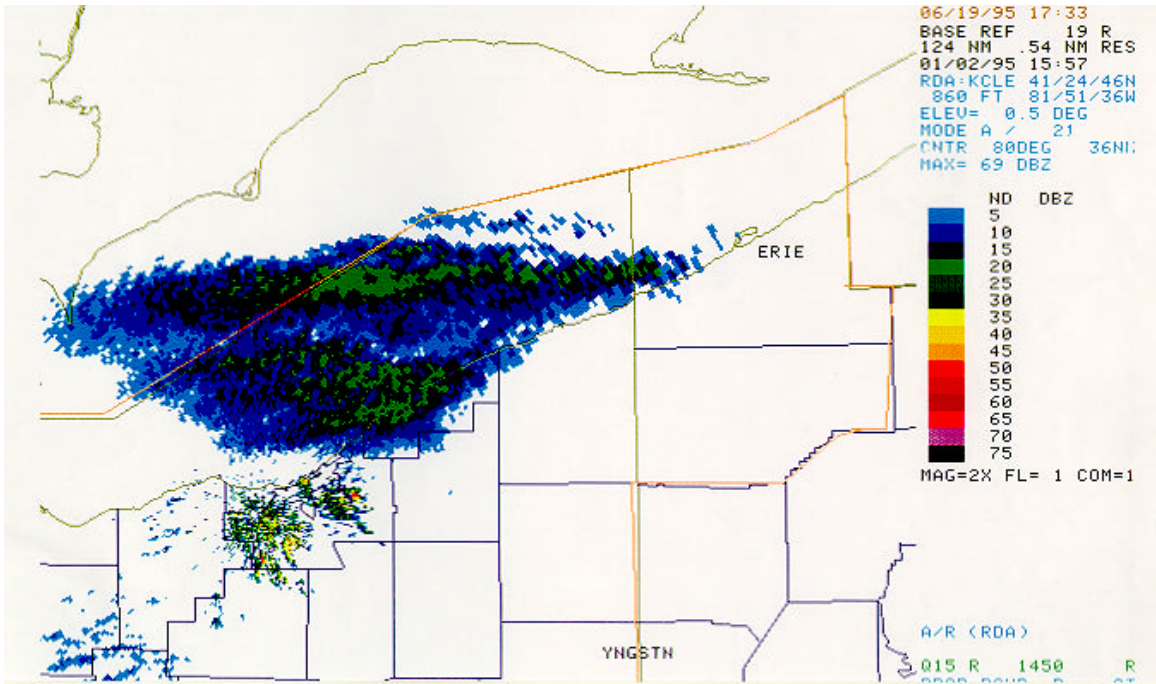 06/19/95 17:33
BASE REF 19 R
124 NM .54 NM RES
01/02/95 15:57
RDA:KCLE 41/24/46N
860 FT 81/51/36W
ELEV= 0.5 DEG
MODE A / 21
CNTR 80DEG 36NM
MAX= 69 DBZ
ND DBZ
5
10
15
20
25
30
35
40
45
50
55
60
65
70
75
MAG=2X FL= 1 COM=1
ERIE
YNGSTN
A/R (RDA)
Q15 R 1450 R